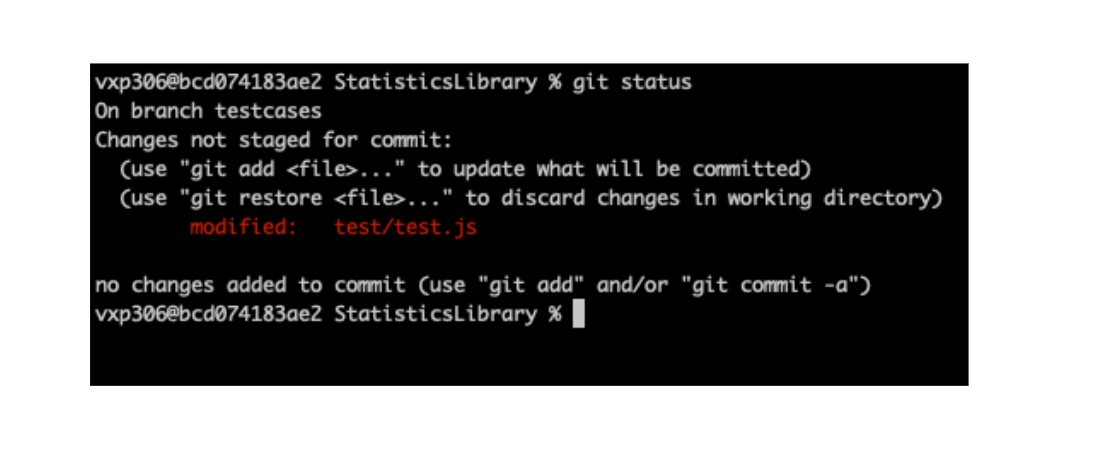 vxp306@bcd074183ae2 StatisticsLibrary % git status
On branch testcases
Changes not staged for commit:
  (use "git add <file>..." to update what will be committed)
  (use "git restore <file>..." to discard changes in working directory)
        modified:   test/test.js

no changes added to commit (use "git add" and/or "git commit -a")
vxp306@bcd074183ae2 StatisticsLibrary %